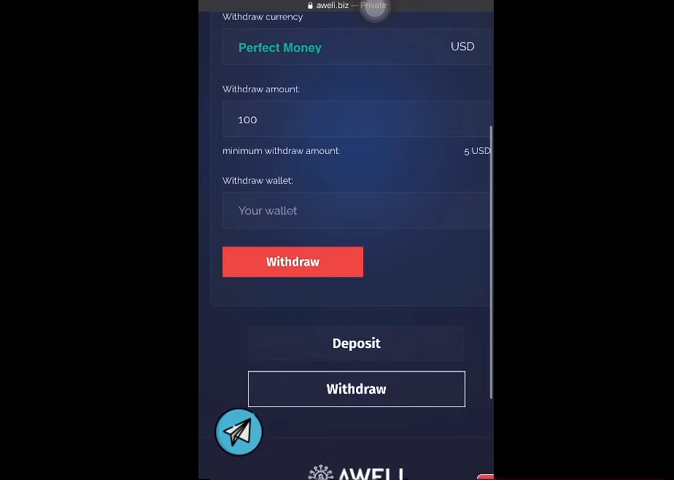 aweli.biz — Private
Withdraw currency
Perfect Money
USD
Withdraw amount:
100
minimum withdraw amount:
5 USD
Withdraw wallet:
Your wallet
Withdraw
Deposit
Withdraw
AWELI